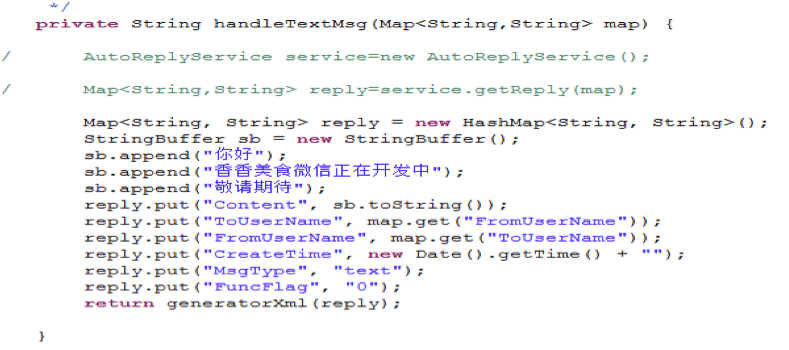 */
private String handleTextMsg(Map<String,String> map) {
/ AutoReplyService service=new AutoReplyService();
/ Map<String,String> reply=service.getReply(map);
Map<String, String> reply = new HashMap<String, String>();
StringBuffer sb = new StringBuffer();
sb.append("你好");
sb.append("香香美食微信正在开发中");
sb.append("敬请期待");
reply.put("Content", sb.toString());
reply.put("ToUserName", map.get("FromUserName"));
reply.put("FromUserName", map.get("ToUserName"));
reply.put("CreateTime", new Date().getTime() + "");
reply.put("MsgType", "text");
reply.put("FuncFlag", "0");
return generatorXml(reply);
}